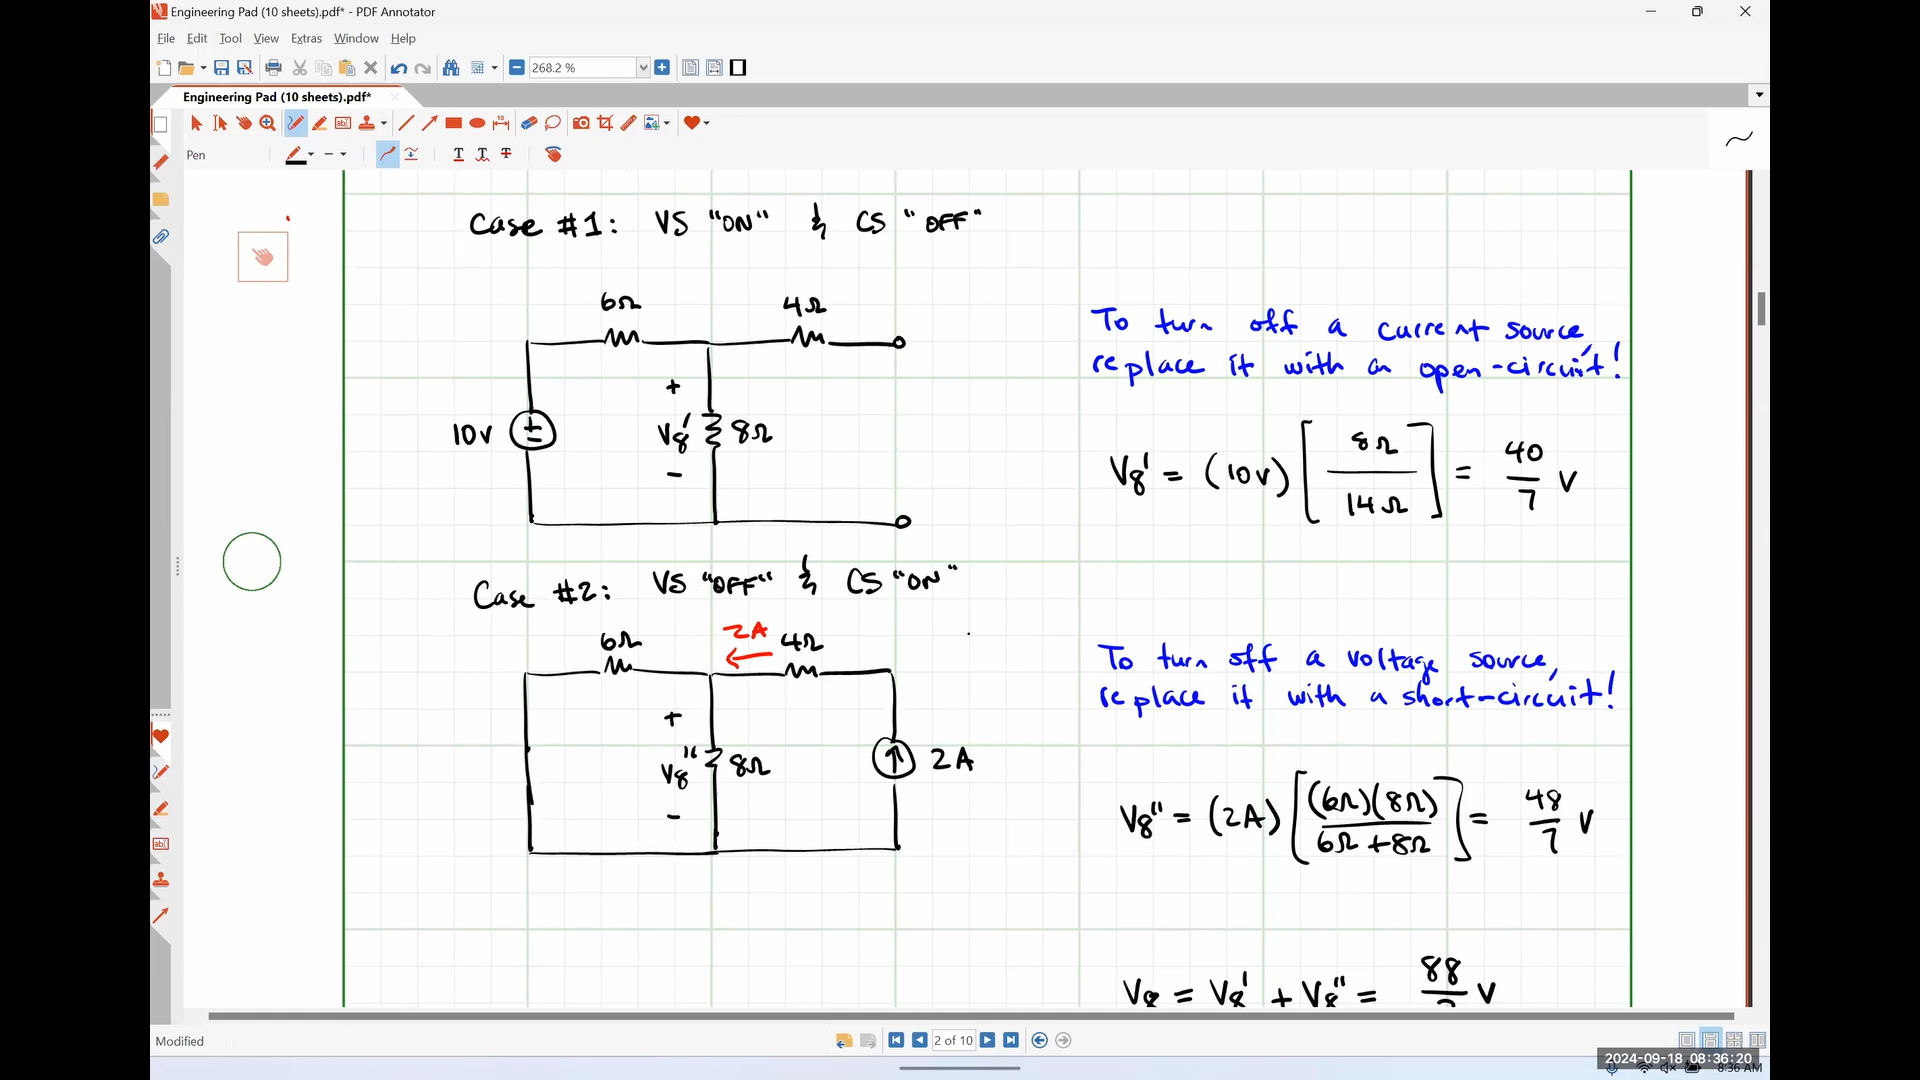 Engineering Pad (10 sheets).pdf* - PDF Annotator
File Edit Tool View Extras Window Help
268.2 %
Engineering Pad (10 sheets).pdf*
Pen
Case #1: VS "ON" & CS "OFF"
6Ω 4Ω
To turn off a current source,
replace it with an open-circuit!
+
10V V8' 8Ω
-
V8' = (10V) [8Ω / 14Ω] = 40/7 V
Case #2: VS "OFF" & CS "ON"
2A
6Ω 4Ω
To turn off a voltage source,
replace it with a short-circuit!
+
V8" 8Ω 2A
-
V8" = (2A) [(6Ω)(8Ω) / 6Ω + 8Ω] = 48/7 V
V8 = V8' + V8" = 88/ V
Modified
2 of 10
2024-09-18 08:36:20
8:36 AM